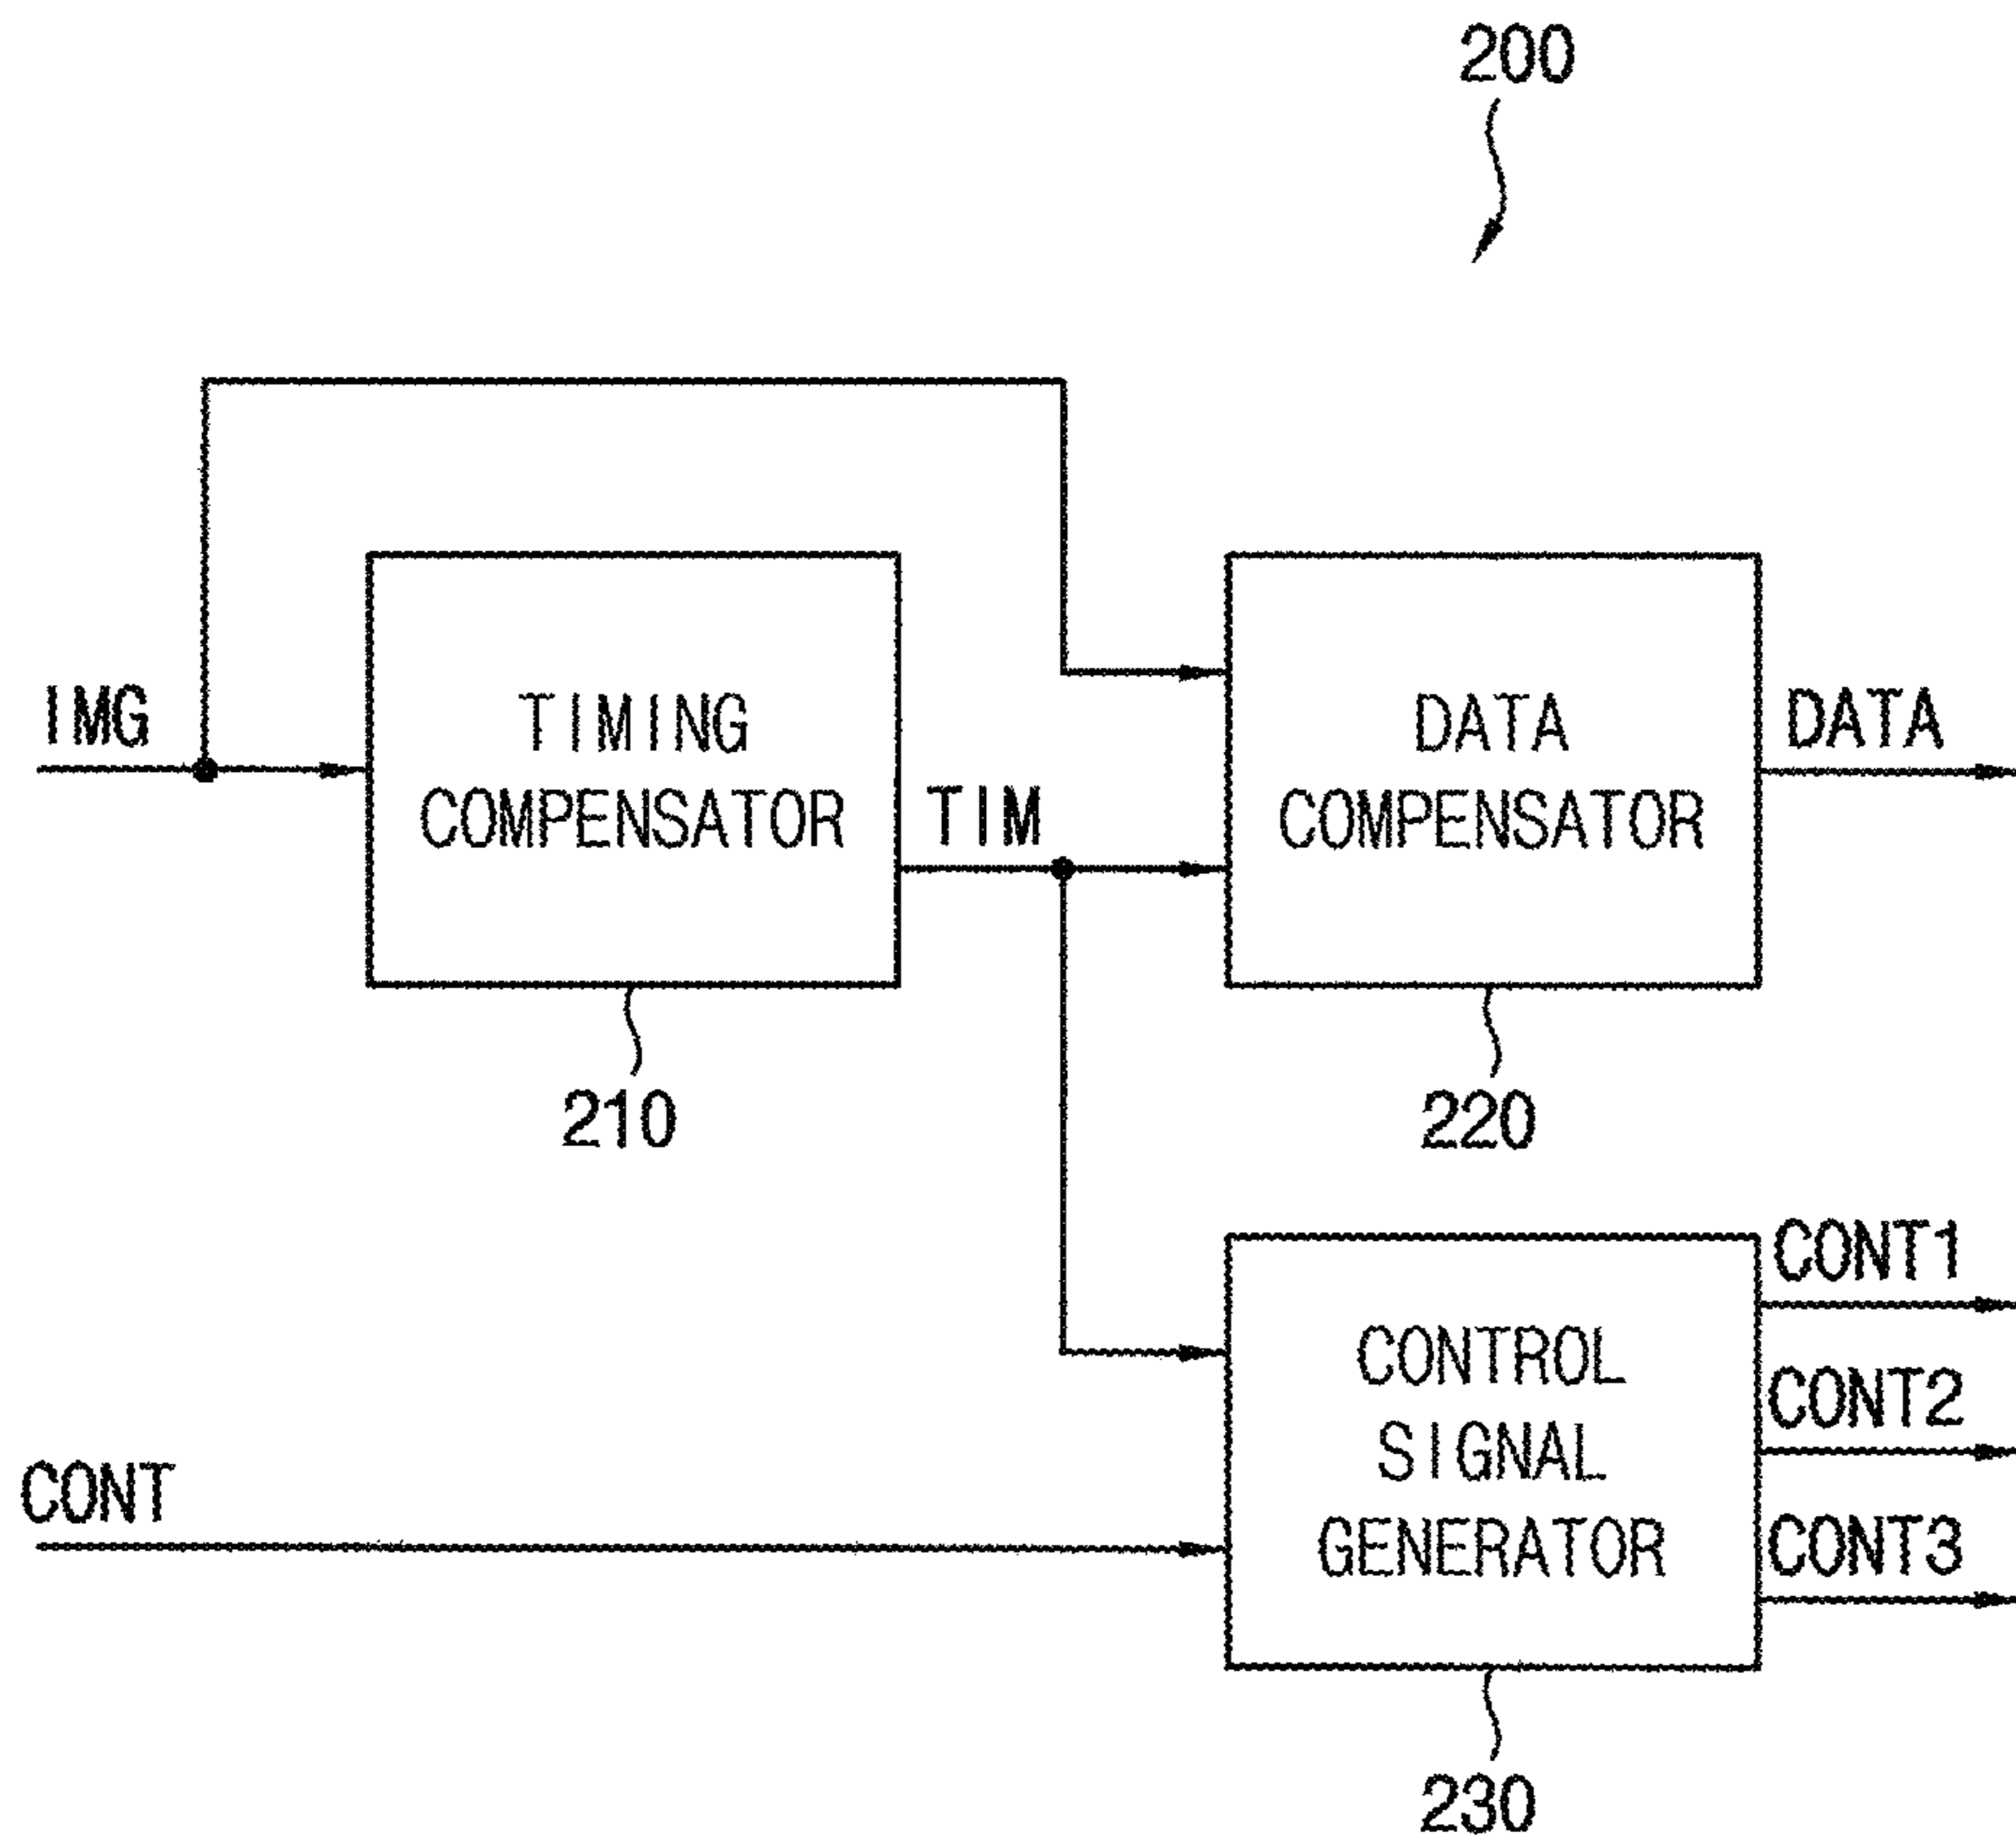 200
IMG
TIMING
COMPENSATOR
TIM
DATA
COMPENSATOR
DATA
210
220
CONT
CONTROL
SIGNAL
GENERATOR
CONT1
CONT2
CONT3
230